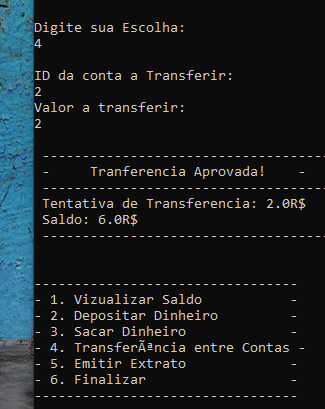 Digite sua Escolha:
4
ID da conta a Transferir:
2
Valor a transferir:
2
-----------------------------------
-     Tranferencia Aprovada!    -
-----------------------------------
Tentativa de Transferencia: 2.0R$
Saldo: 6.0R$
-----------------------------------
---------------------------------
- 1. Vizualizar Saldo           -
- 2. Depositar Dinheiro         -
- 3. Sacar Dinheiro             -
- 4. TransferÃªncia entre Contas -
- 5. Emitir Extrato             -
- 6. Finalizar                  -
---------------------------------